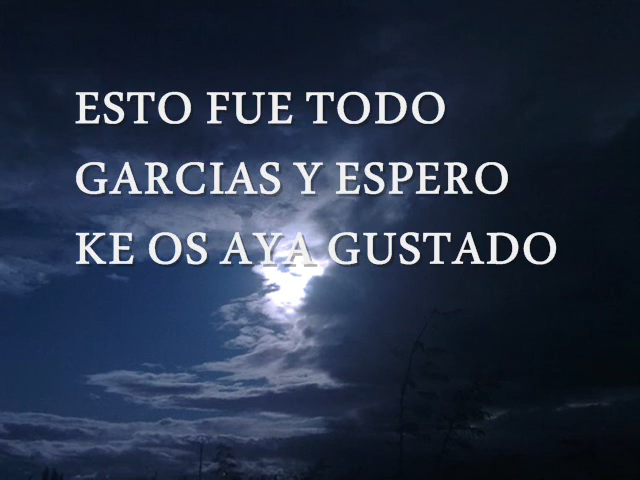 ESTO FUE TODO
GARCIAS Y ESPERO
KE OS AYA GUSTADO